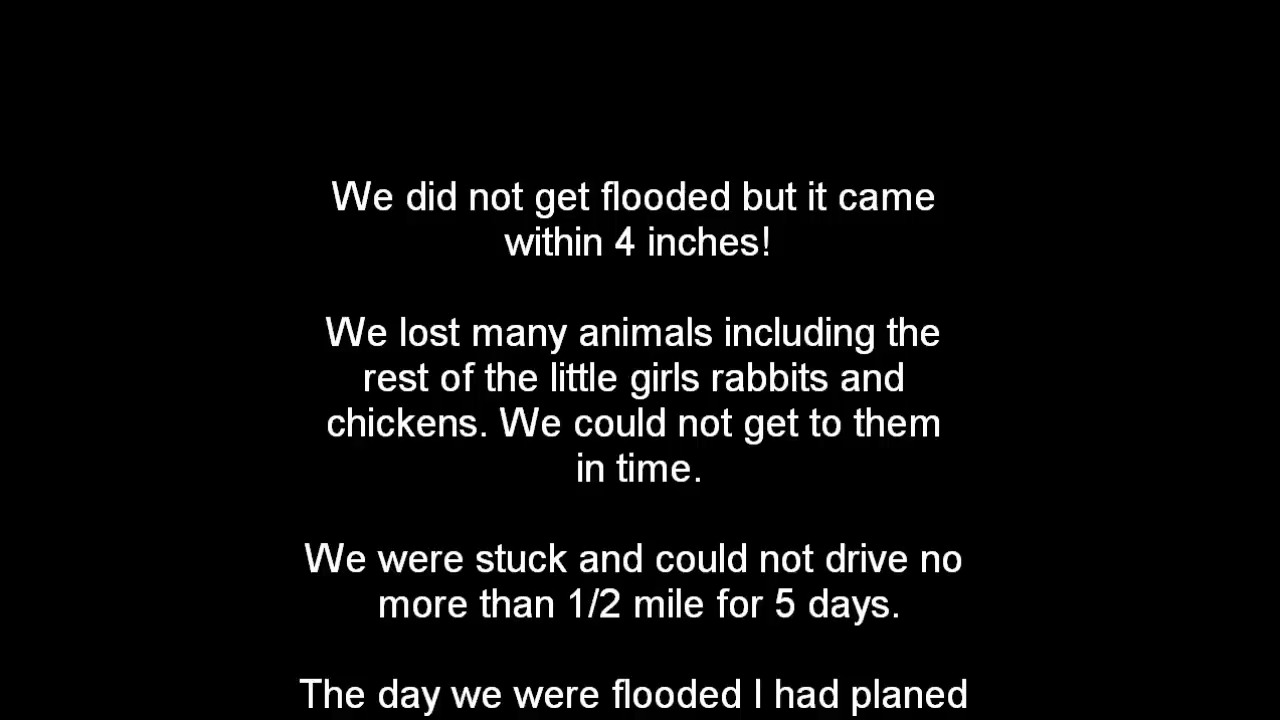 We did not get flooded but it came
within 4 inches!
We lost many animals including the
rest of the little girls rabbits and
chickens. We could not get to them
in time.
We were stuck and could not drive no
more than 1/2 mile for 5 days.
The day we were flooded I had planed